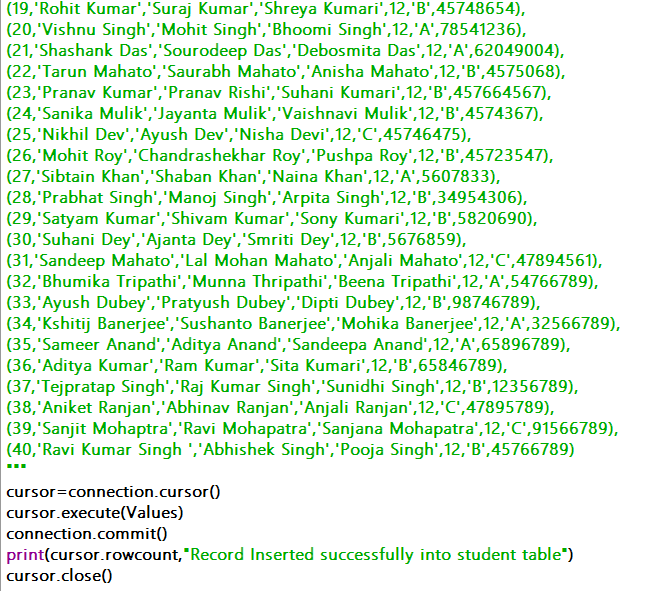 (19,'Rohit Kumar','Suraj Kumar','Shreya Kumari',12,'B',45748654),
(20,'Vishnu Singh','Mohit Singh','Bhoomi Singh',12,'A',78541236),
(21,'Shashank Das','Sourodeep Das','Debosmita Das',12,'A',62049004),
(22,'Tarun Mahato','Saurabh Mahato','Anisha Mahato',12,'B',4575068),
(23,'Pranav Kumar','Pranav Rishi','Suhani Kumari',12,'B',457664567),
(24,'Sanika Mulik','Jayanta Mulik','Vaishnavi Mulik',12,'B',4574367),
(25,'Nikhil Dev','Ayush Dev','Nisha Devi',12,'C',45746475),
(26,'Mohit Roy','Chandrashekhar Roy','Pushpa Roy',12,'B',45723547),
(27,'Sibtain Khan','Shaban Khan','Naina Khan',12,'A',5607833),
(28,'Prabhat Singh','Manoj Singh','Arpita Singh',12,'B',34954306),
(29,'Satyam Kumar','Shivam Kumar','Sony Kumari',12,'B',5820690),
(30,'Suhani Dey','Ajanta Dey','Smriti Dey',12,'B',5676859),
(31,'Sandeep Mahato','Lal Mohan Mahato','Anjali Mahato',12,'C',47894561),
(32,'Bhumika Tripathi','Munna Thripathi','Beena Tripathi',12,'A',54766789),
(33,'Ayush Dubey','Pratyush Dubey','Dipti Dubey',12,'B',98746789),
(34,'Kshitij Banerjee','Sushanto Banerjee','Mohika Banerjee',12,'A',32566789),
(35,'Sameer Anand','Aditya Anand','Sandeepa Anand',12,'A',65896789),
(36,'Aditya Kumar','Ram Kumar','Sita Kumari',12,'B',65846789),
(37,'Tejpratap Singh','Raj Kumar Singh','Sunidhi Singh',12,'B',12356789),
(38,'Aniket Ranjan','Abhinav Ranjan','Anjali Ranjan',12,'C',47895789),
(39,'Sanjit Mohaptra','Ravi Mohapatra','Sanjana Mohapatra',12,'C',91566789),
(40,'Ravi Kumar Singh ','Abhishek Singh','Pooja Singh',12,'B',45766789)
"""
cursor=connection.cursor()
cursor.execute(Values)
connection.commit()
print(cursor.rowcount,"Record Inserted successfully into student table")
cursor.close()